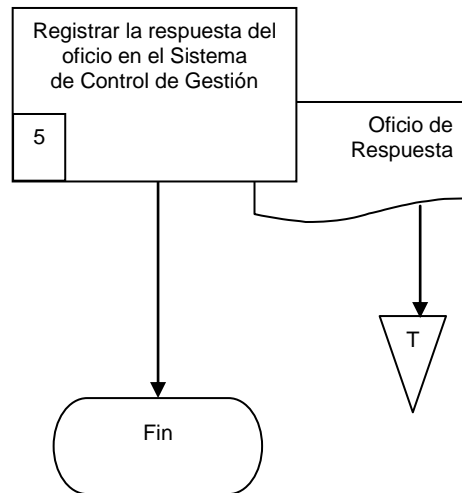 Registrar la respuesta del
oficio en el Sistema
de Control de Gestión
5
Oficio de
Respuesta
T
Fin